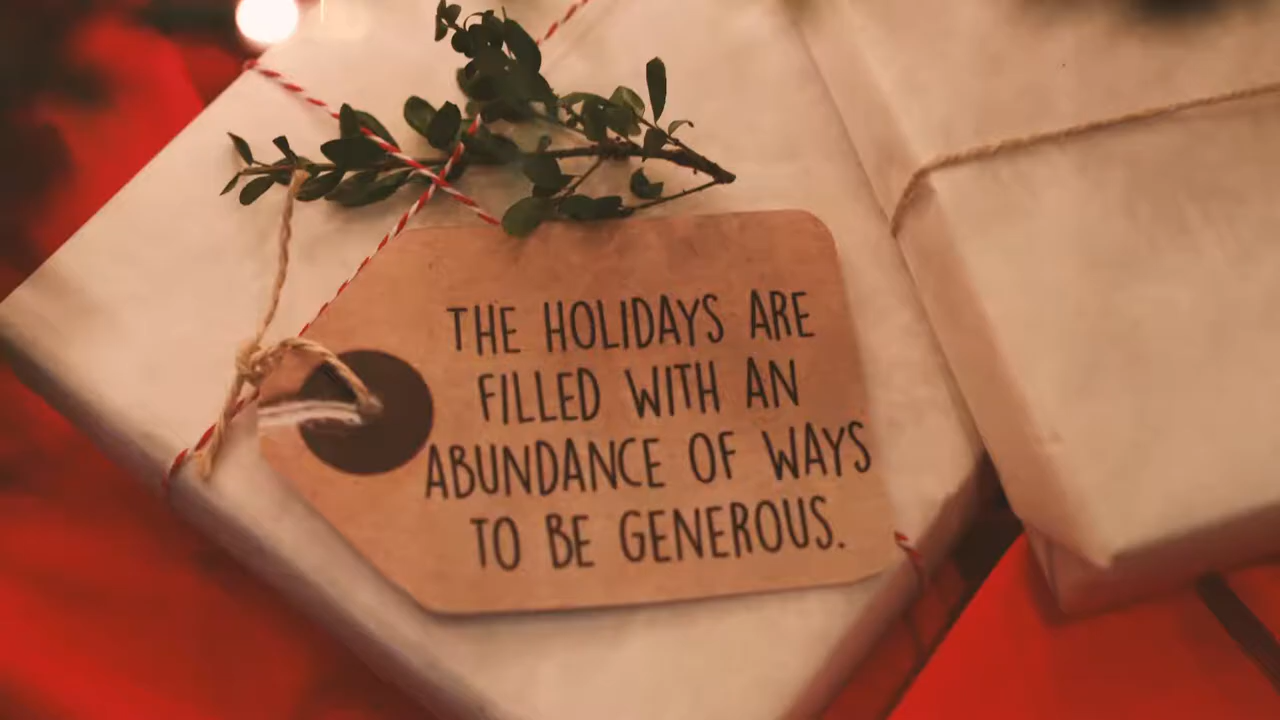 THE HOLIDAYS ARE
FILLED WITH AN
ABUNDANCE OF WAYS
TO BE GENEROUS.